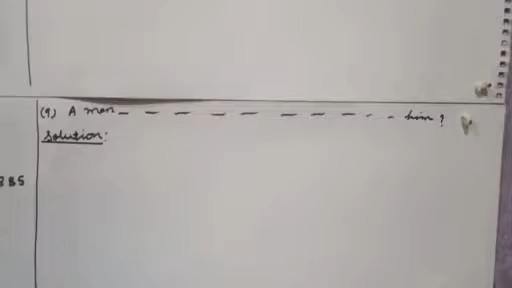 (9) A man _ _ _ _ _ _ _ _ _ _ him?
Solution:
385